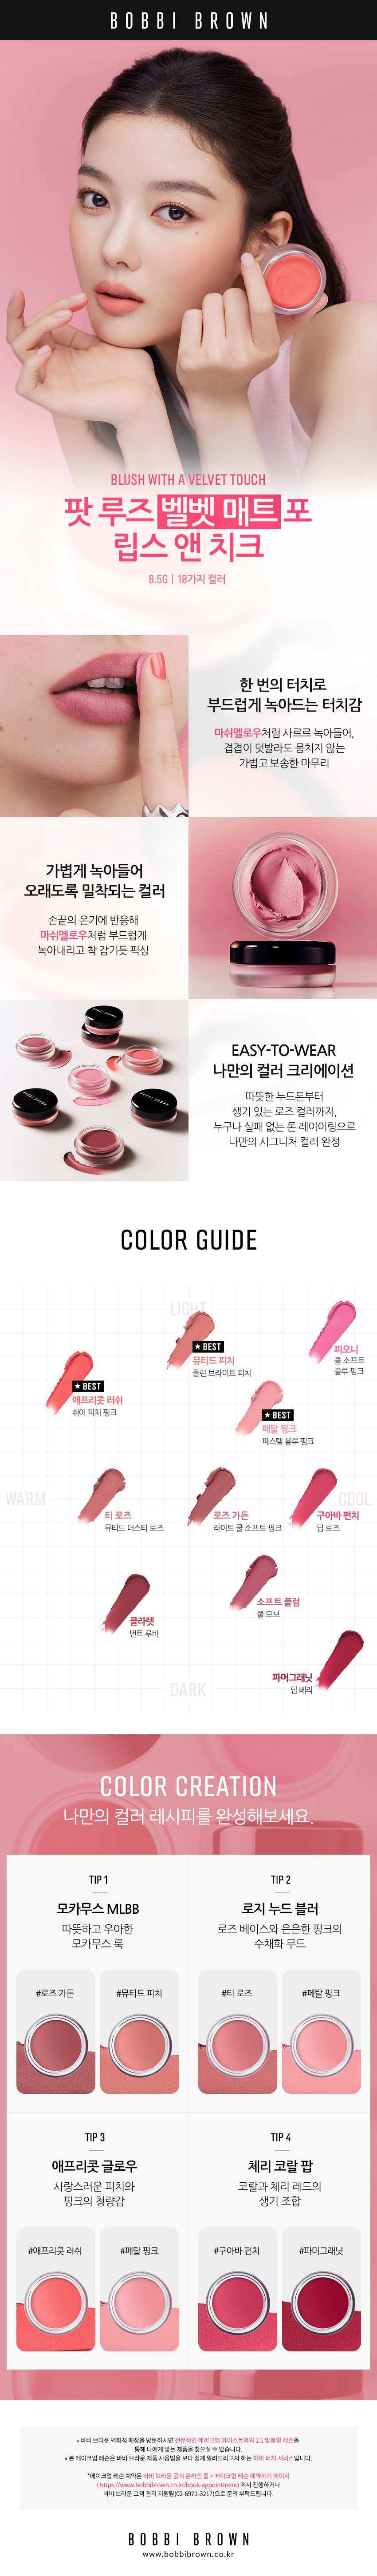 BOBBI BROWN
BLUSH WITH A VELVET TOUCH
팟 루즈 벨벳 매트 포
립스 앤 치크
8.5G | 10가지 컬러
한 번의 터치로
부드럽게 녹아드는 터치감
마쉬멜로우처럼 사르르 녹아들어,
겹겹이 덧발라도 뭉치지 않는
가볍고 보송한 마무리
가볍게 녹아들어
오래도록 밀착되는 컬러
손끝의 온기에 반응해
마쉬멜로우처럼 부드럽게
녹아내리고 착 감기듯 픽싱
BOBBI BROWN
BOBBI BROWN
BOBBI BROWN
EASY-TO-WEAR
나만의 컬러 크리에이션
따뜻한 누드톤부터
생기 있는 로즈 컬러까지,
누구나 실패 없는 톤 레이어링으로
나만의 시그니처 컬러 완성
COLOR GUIDE
LIGHT
★ BEST
뮤티드 피치
클린 브라이트 피치
피오니
쿨 소프트
블루 핑크
★ BEST
애프리콧 러쉬
쉬어 피치 핑크
★ BEST
페탈 핑크
파스텔 블루 핑크
WARM
COOL
티 로즈
뮤티드 더스티 로즈
로즈 가든
라이트 쿨 소프트 핑크
구아바 펀치
딥 로즈
클라렛
번트 루비
소프트 플럼
쿨 모브
파머그래닛
딥 베리
DARK
COLOR CREATION
나만의 컬러 레시피를 완성해보세요.
TIP 1
모카무스 MLBB
따뜻하고 우아한
모카무스 룩
#로즈 가든
#뮤티드 피치
TIP 2
로지 누드 블러
로즈 베이스와 은은한 핑크의
수채화 무드
#티 로즈
#페탈 핑크
TIP 3
애프리콧 글로우
사랑스러운 피치와
핑크의 청량감
#애프리콧 러쉬
#페탈 핑크
TIP 4
체리 코랄 팝
코랄과 체리 레드의
생기 조합
#구아바 펀치
#파머그래닛
• 바비 브라운 백화점 매장을 방문하시면 전문적인 메이크업 아티스트와의 1:1 맞춤형 레슨을
통해 나에게 맞는 제품을 찾으실 수 있습니다.
• 본 메이크업 레슨은 바비 브라운 제품 사용법을 보다 쉽게 알려드리고자 하는 하이 터치 서비스입니다.
*메이크업 레슨 예약은 바비 브라운 공식 온라인 몰 > 메이크업 레슨 예약하기 페이지
( https://www.bobbibrown.co.kr/book-appointment) 에서 진행하거나
바비 브라운 고객 관리 지원팀(02-6971-3217)으로 문의 부탁드립니다.
BOBBI BROWN
www.bobbibrown.co.kr